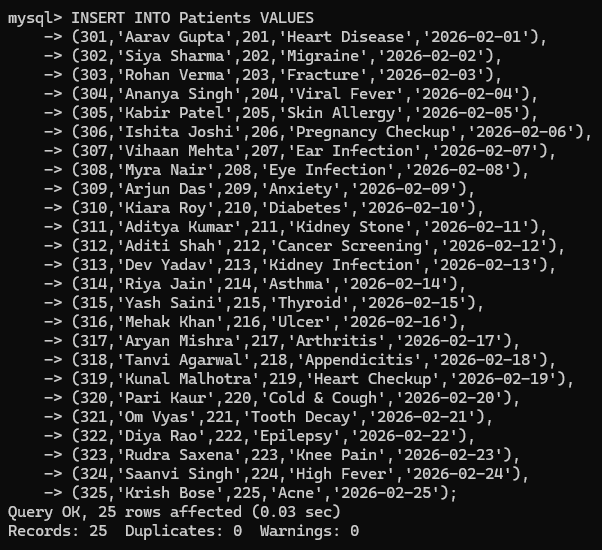 mysql> INSERT INTO Patients VALUES
    -> (301,'Aarav Gupta',201,'Heart Disease','2026-02-01'),
    -> (302,'Siya Sharma',202,'Migraine','2026-02-02'),
    -> (303,'Rohan Verma',203,'Fracture','2026-02-03'),
    -> (304,'Ananya Singh',204,'Viral Fever','2026-02-04'),
    -> (305,'Kabir Patel',205,'Skin Allergy','2026-02-05'),
    -> (306,'Ishita Joshi',206,'Pregnancy Checkup','2026-02-06'),
    -> (307,'Vihaan Mehta',207,'Ear Infection','2026-02-07'),
    -> (308,'Myra Nair',208,'Eye Infection','2026-02-08'),
    -> (309,'Arjun Das',209,'Anxiety','2026-02-09'),
    -> (310,'Kiara Roy',210,'Diabetes','2026-02-10'),
    -> (311,'Aditya Kumar',211,'Kidney Stone','2026-02-11'),
    -> (312,'Aditi Shah',212,'Cancer Screening','2026-02-12'),
    -> (313,'Dev Yadav',213,'Kidney Infection','2026-02-13'),
    -> (314,'Riya Jain',214,'Asthma','2026-02-14'),
    -> (315,'Yash Saini',215,'Thyroid','2026-02-15'),
    -> (316,'Mehak Khan',216,'Ulcer','2026-02-16'),
    -> (317,'Aryan Mishra',217,'Arthritis','2026-02-17'),
    -> (318,'Tanvi Agarwal',218,'Appendicitis','2026-02-18'),
    -> (319,'Kunal Malhotra',219,'Heart Checkup','2026-02-19'),
    -> (320,'Pari Kaur',220,'Cold & Cough','2026-02-20'),
    -> (321,'Om Vyas',221,'Tooth Decay','2026-02-21'),
    -> (322,'Diya Rao',222,'Epilepsy','2026-02-22'),
    -> (323,'Rudra Saxena',223,'Knee Pain','2026-02-23'),
    -> (324,'Saanvi Singh',224,'High Fever','2026-02-24'),
    -> (325,'Krish Bose',225,'Acne','2026-02-25');
Query OK, 25 rows affected (0.03 sec)
Records: 25  Duplicates: 0  Warnings: 0